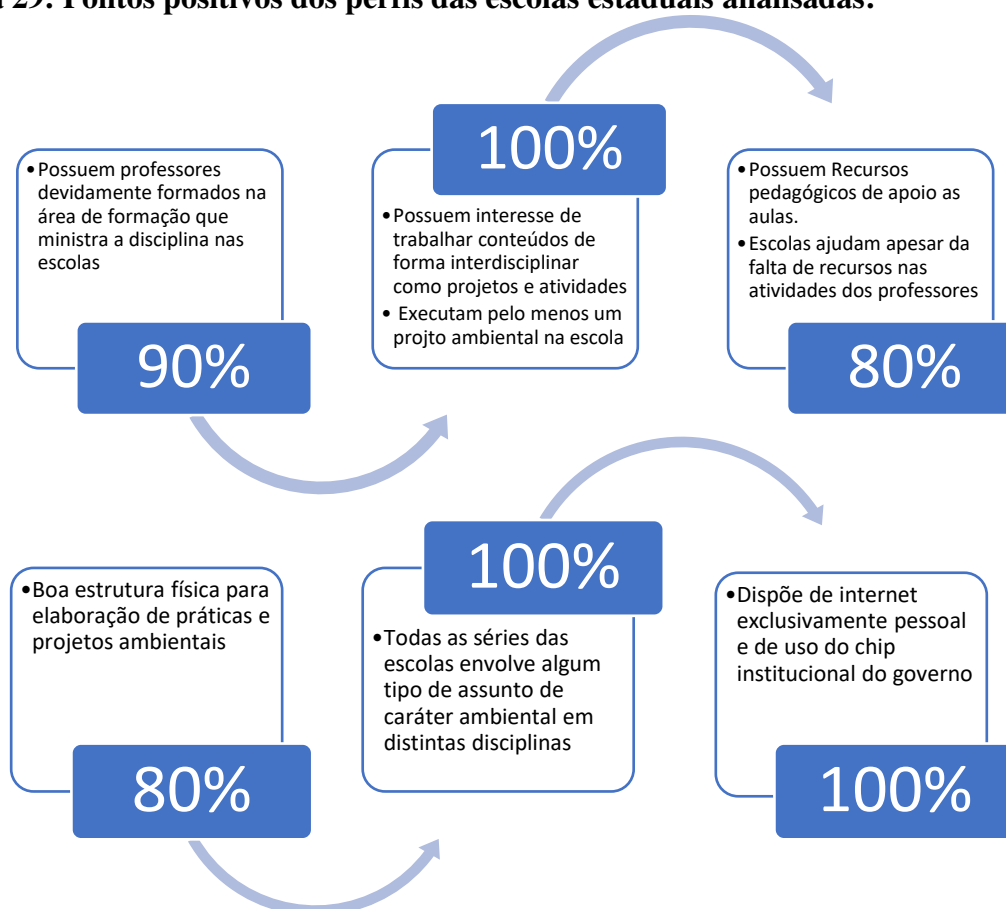 29. Pontos positivos dos perfis das escolas estaduais analisadas.
•Possuem professores
devidamente formados na
área de formação que
ministra a disciplina nas
escolas
90%
100%
•Possuem interesse de
trabalhar conteúdos de
forma interdisciplinar
como projetos e atividades
• Executam pelo menos um
projto ambiental na escola
•Possuem Recursos
pedagógicos de apoio as
aulas.
•Escolas ajudam apesar da
falta de recursos nas
atividades dos professores
80%
•Boa estrutura física para
elaboração de práticas e
projetos ambientais
80%
100%
•Todas as séries das
escolas envolve algum
tipo de assunto de
caráter ambiental em
distintas disciplinas
•Dispõe de internet
exclusivamente pessoal
e de uso do chip
institucional do governo
100%